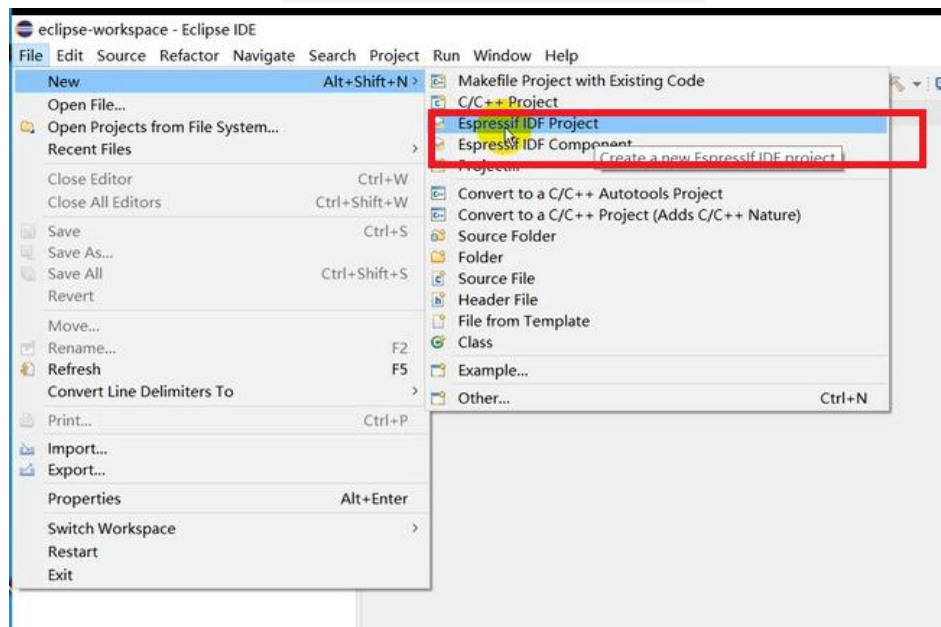 eclipse-workspace - Eclipse IDE
File Edit Source Refactor Navigate Search Project Run Window Help
New Alt+Shift+N >
Open File...
Open Projects from File System...
Recent Files >
Close Editor Ctrl+W
Close All Editors Ctrl+Shift+W
Save Ctrl+S
Save As...
Save All Ctrl+Shift+S
Revert
Move...
Rename... F2
Refresh F5
Convert Line Delimiters To >
Print... Ctrl+P
Import...
Export...
Properties Alt+Enter
Switch Workspace >
Restart
Exit
Makefile Project with Existing Code
C/C++ Project
Espressif IDF Project
Espressif IDF Component
Create a new EspressIf IDF project
Project...
Convert to a C/C++ Autotools Project
Convert to a C/C++ Project (Adds C/C++ Nature)
Source Folder
Folder
Source File
Header File
File from Template
Class
Example...
Other... Ctrl+N